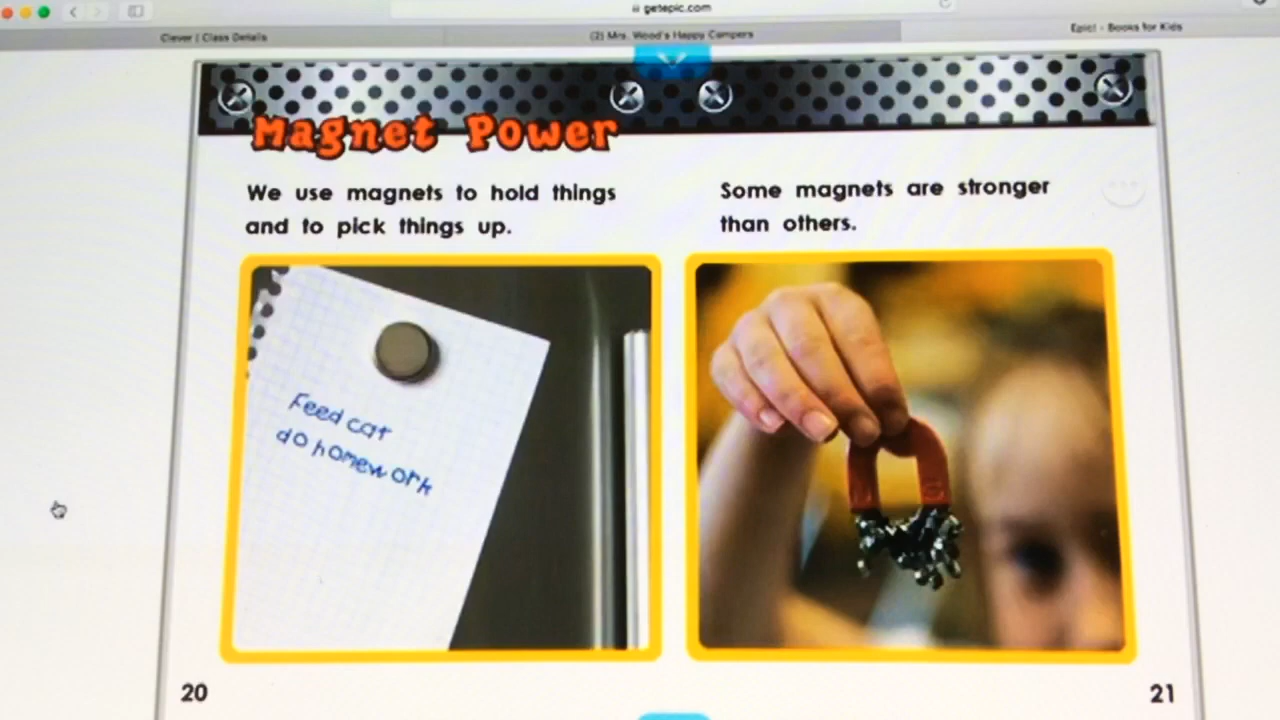 getepic.com
Clever | Class Details
(2) Mrs. Wood's Happy Campers
Epic! - Books for Kids
Magnet Power
We use magnets to hold things
and to pick things up.
Some magnets are stronger
than others.
Feed cat
do homework
20
21